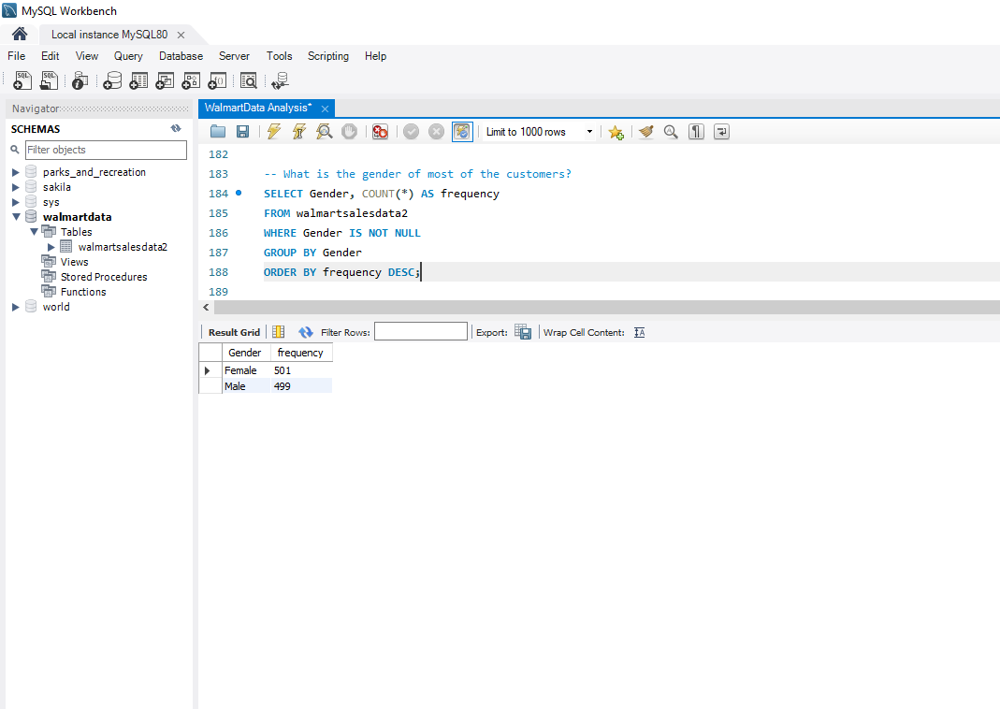 MySQL Workbench
Local instance MySQL80
File Edit View Query Database Server Tools Scripting Help
SQL SQL
Navigator
SCHEMAS
Filter objects
parks_and_recreation
sakila
sys
walmartdata
Tables
walmartsalesdata2
Views
Stored Procedures
Functions
world
WalmartData Analysis*
Limit to 1000 rows
182
183 -- What is the gender of most of the customers?
184 SELECT Gender, COUNT(*) AS frequency
185 FROM walmartsalesdata2
186 WHERE Gender IS NOT NULL
187 GROUP BY Gender
188 ORDER BY frequency DESC;
189
Result Grid Filter Rows: Export: Wrap Cell Content:
Gender frequency
Female 501
Male 499